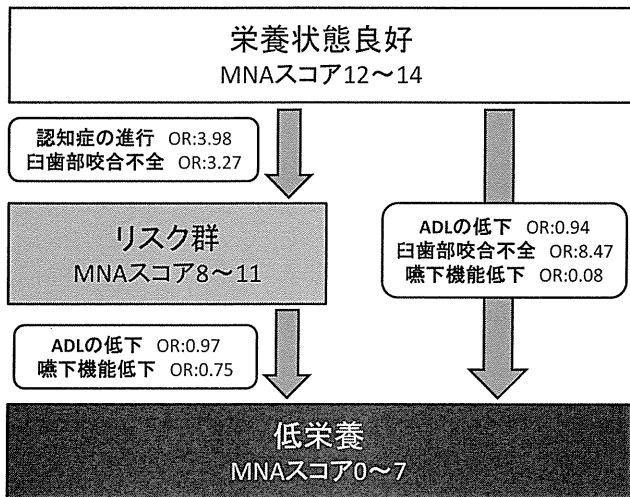 栄養状態良好
MNAスコア12～14
認知症の進行 OR:3.98
臼歯部咬合不全 OR:3.27
リスク群
MNAスコア8～11
ADLの低下 OR:0.94
臼歯部咬合不全 OR:8.47
嚥下機能低下 OR:0.08
ADLの低下 OR:0.97
嚥下機能低下 OR:0.75
低栄養
MNAスコア0～7